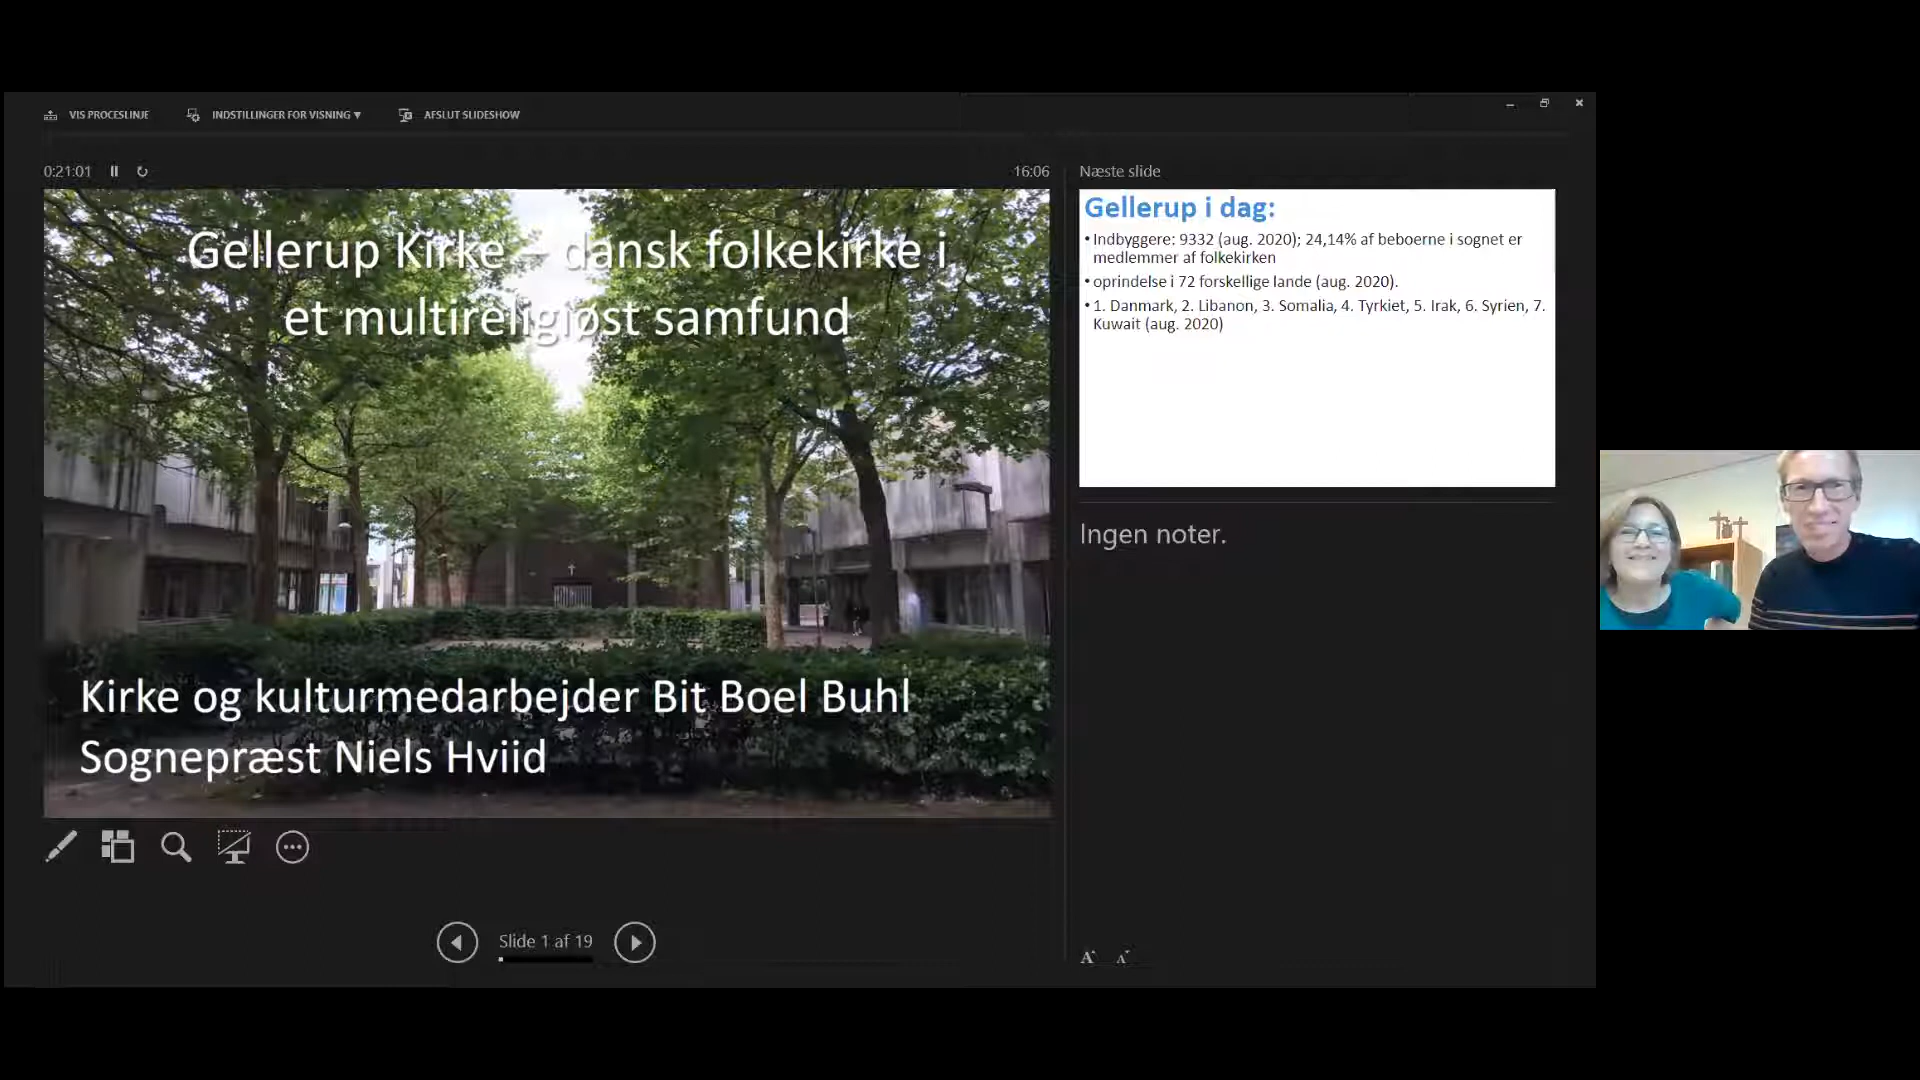 VIS PROCESLINJE
INDSTILLINGER FOR VISNING ▾
AFSLUT SLIDESHOW
0:21:01
16:06
Gellerup Kirke – dansk folkekirke i
et multireligiøst samfund
Kirke og kulturmedarbejder Bit Boel Buhl
Sognepræst Niels Hviid
Slide 1 af 19
Næste slide
Gellerup i dag:
• Indbyggere: 9332 (aug. 2020); 24,14% af beboerne i sognet er
medlemmer af folkekirken
• oprindelse i 72 forskellige lande (aug. 2020).
• 1. Danmark, 2. Libanon, 3. Somalia, 4. Tyrkiet, 5. Irak, 6. Syrien, 7.
Kuwait (aug. 2020)
Ingen noter.
A A